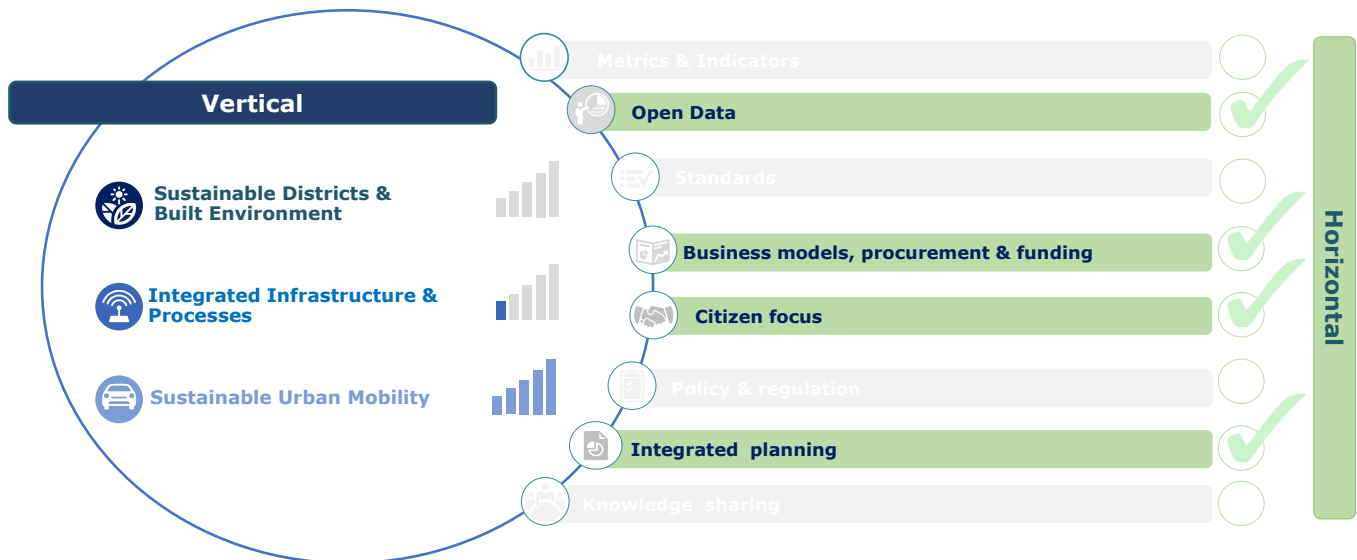 Vertical
Sustainable Districts &
Built Environment
Integrated Infrastructure &
Processes
Sustainable Urban Mobility
Metrics & Indicators
Open Data
Standards
Business models, procurement & funding
Citizen focus
Policy & regulation
Integrated planning
Knowledge sharing
Horizontal